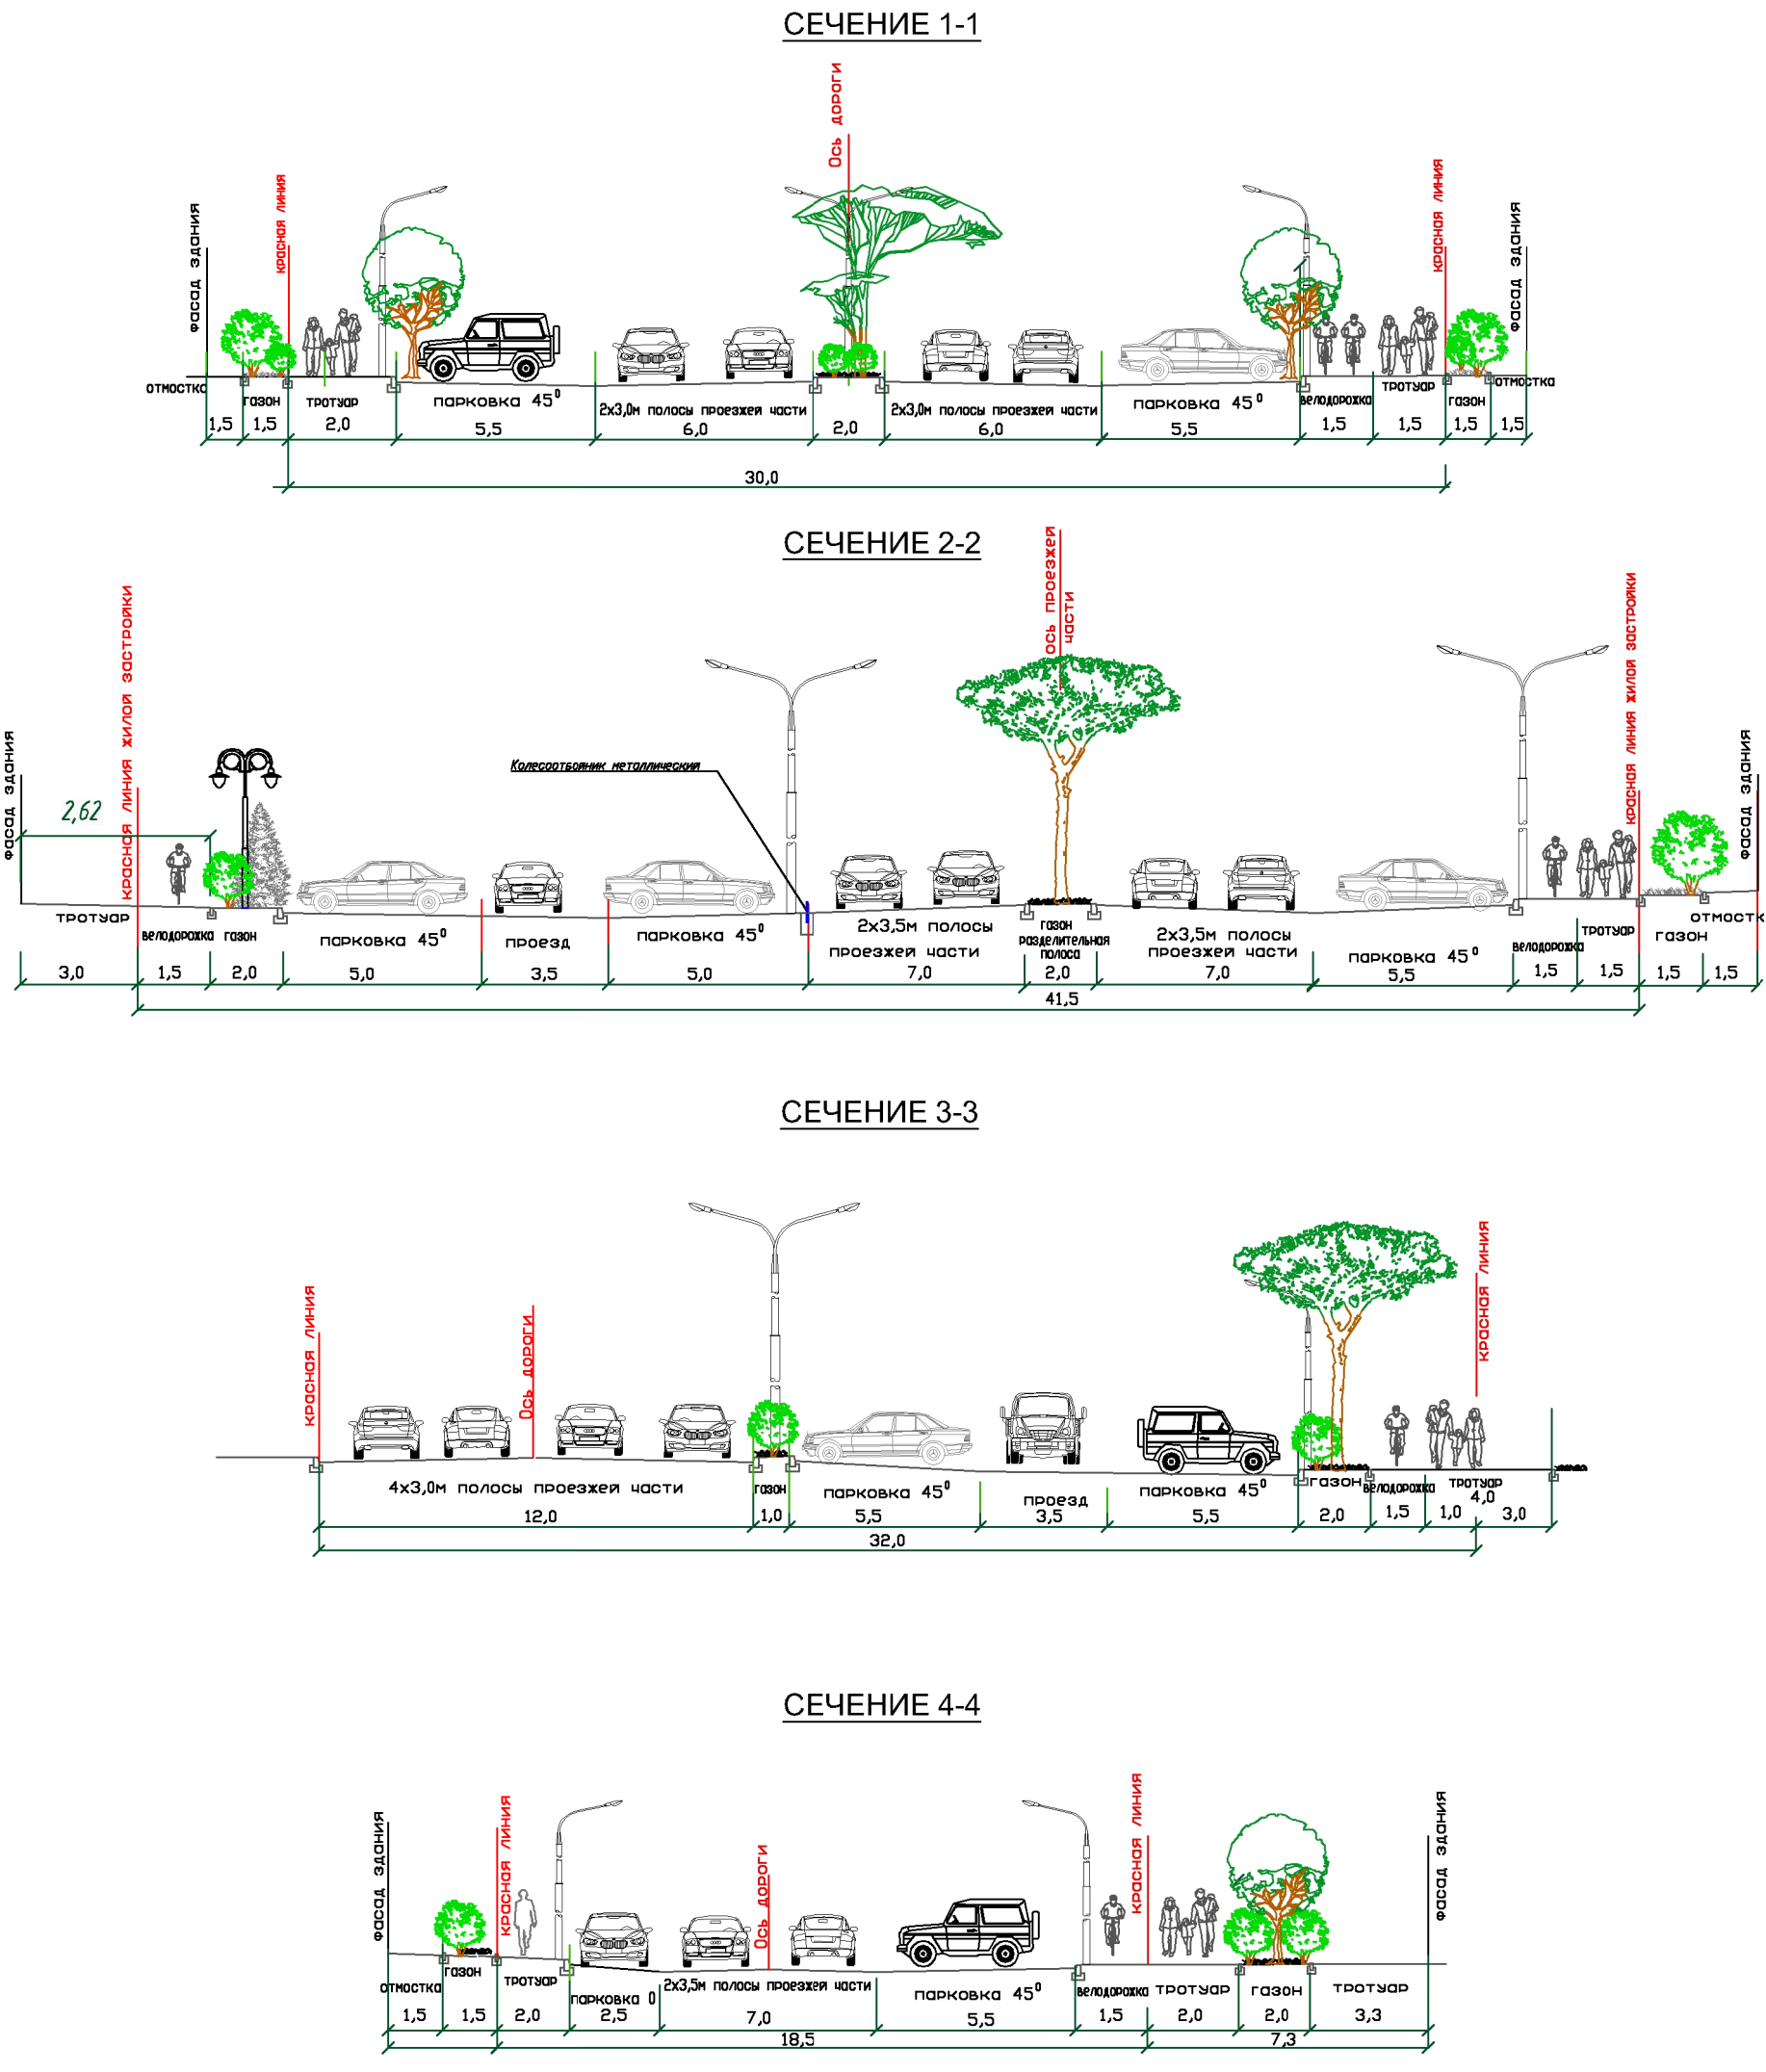 СЕЧЕНИЕ 1-1
фасад здания
красная линия
Ось дороги
красная линия
фасад здания
отмостка
газон
тротуар
парковка 45⁰
2х3,0м полосы проезжей части
2х3,0м полосы проезжей части
парковка 45⁰
велодорожка
тротуар
газон
отмостка
1,5
1,5
2,0
5,5
6,0
2,0
6,0
5,5
1,5
1,5
1,5
1,5
30,0
СЕЧЕНИЕ 2-2
фасад здания
красная линия жилой застройки
ось проезжей
части
красная линия жилой застройки
фасад здания
2,62
Колесоотбойник металлический
тротуар
велодорожка
газон
парковка 45⁰
проезд
парковка 45⁰
2х3,5м полосы
проезжей части
газон
разделительная
полоса
2х3,5м полосы
проезжей части
парковка 45⁰
велодорожка
тротуар
газон
отмостк
3,0
1,5
2,0
5,0
3,5
5,0
7,0
2,0
7,0
5,5
1,5
1,5
1,5
1,5
41,5
СЕЧЕНИЕ 3-3
красная линия
Ось дороги
красная линия
4х3,0м полосы проезжей части
газон
парковка 45⁰
проезд
парковка 45⁰
газон
велодорожка
тротуар
4,0
12,0
1,0
5,5
3,5
5,5
2,0
1,5
1,0
3,0
32,0
СЕЧЕНИЕ 4-4
фасад здания
красная линия
Ось дороги
красная линия
фасад здания
отмостка
газон
тротуар
парковка 0
2х3,5м полосы проезжей части
парковка 45⁰
велодорожка
тротуар
газон
тротуар
1,5
1,5
2,0
2,5
7,0
5,5
1,5
2,0
2,0
3,3
18,5
7,3